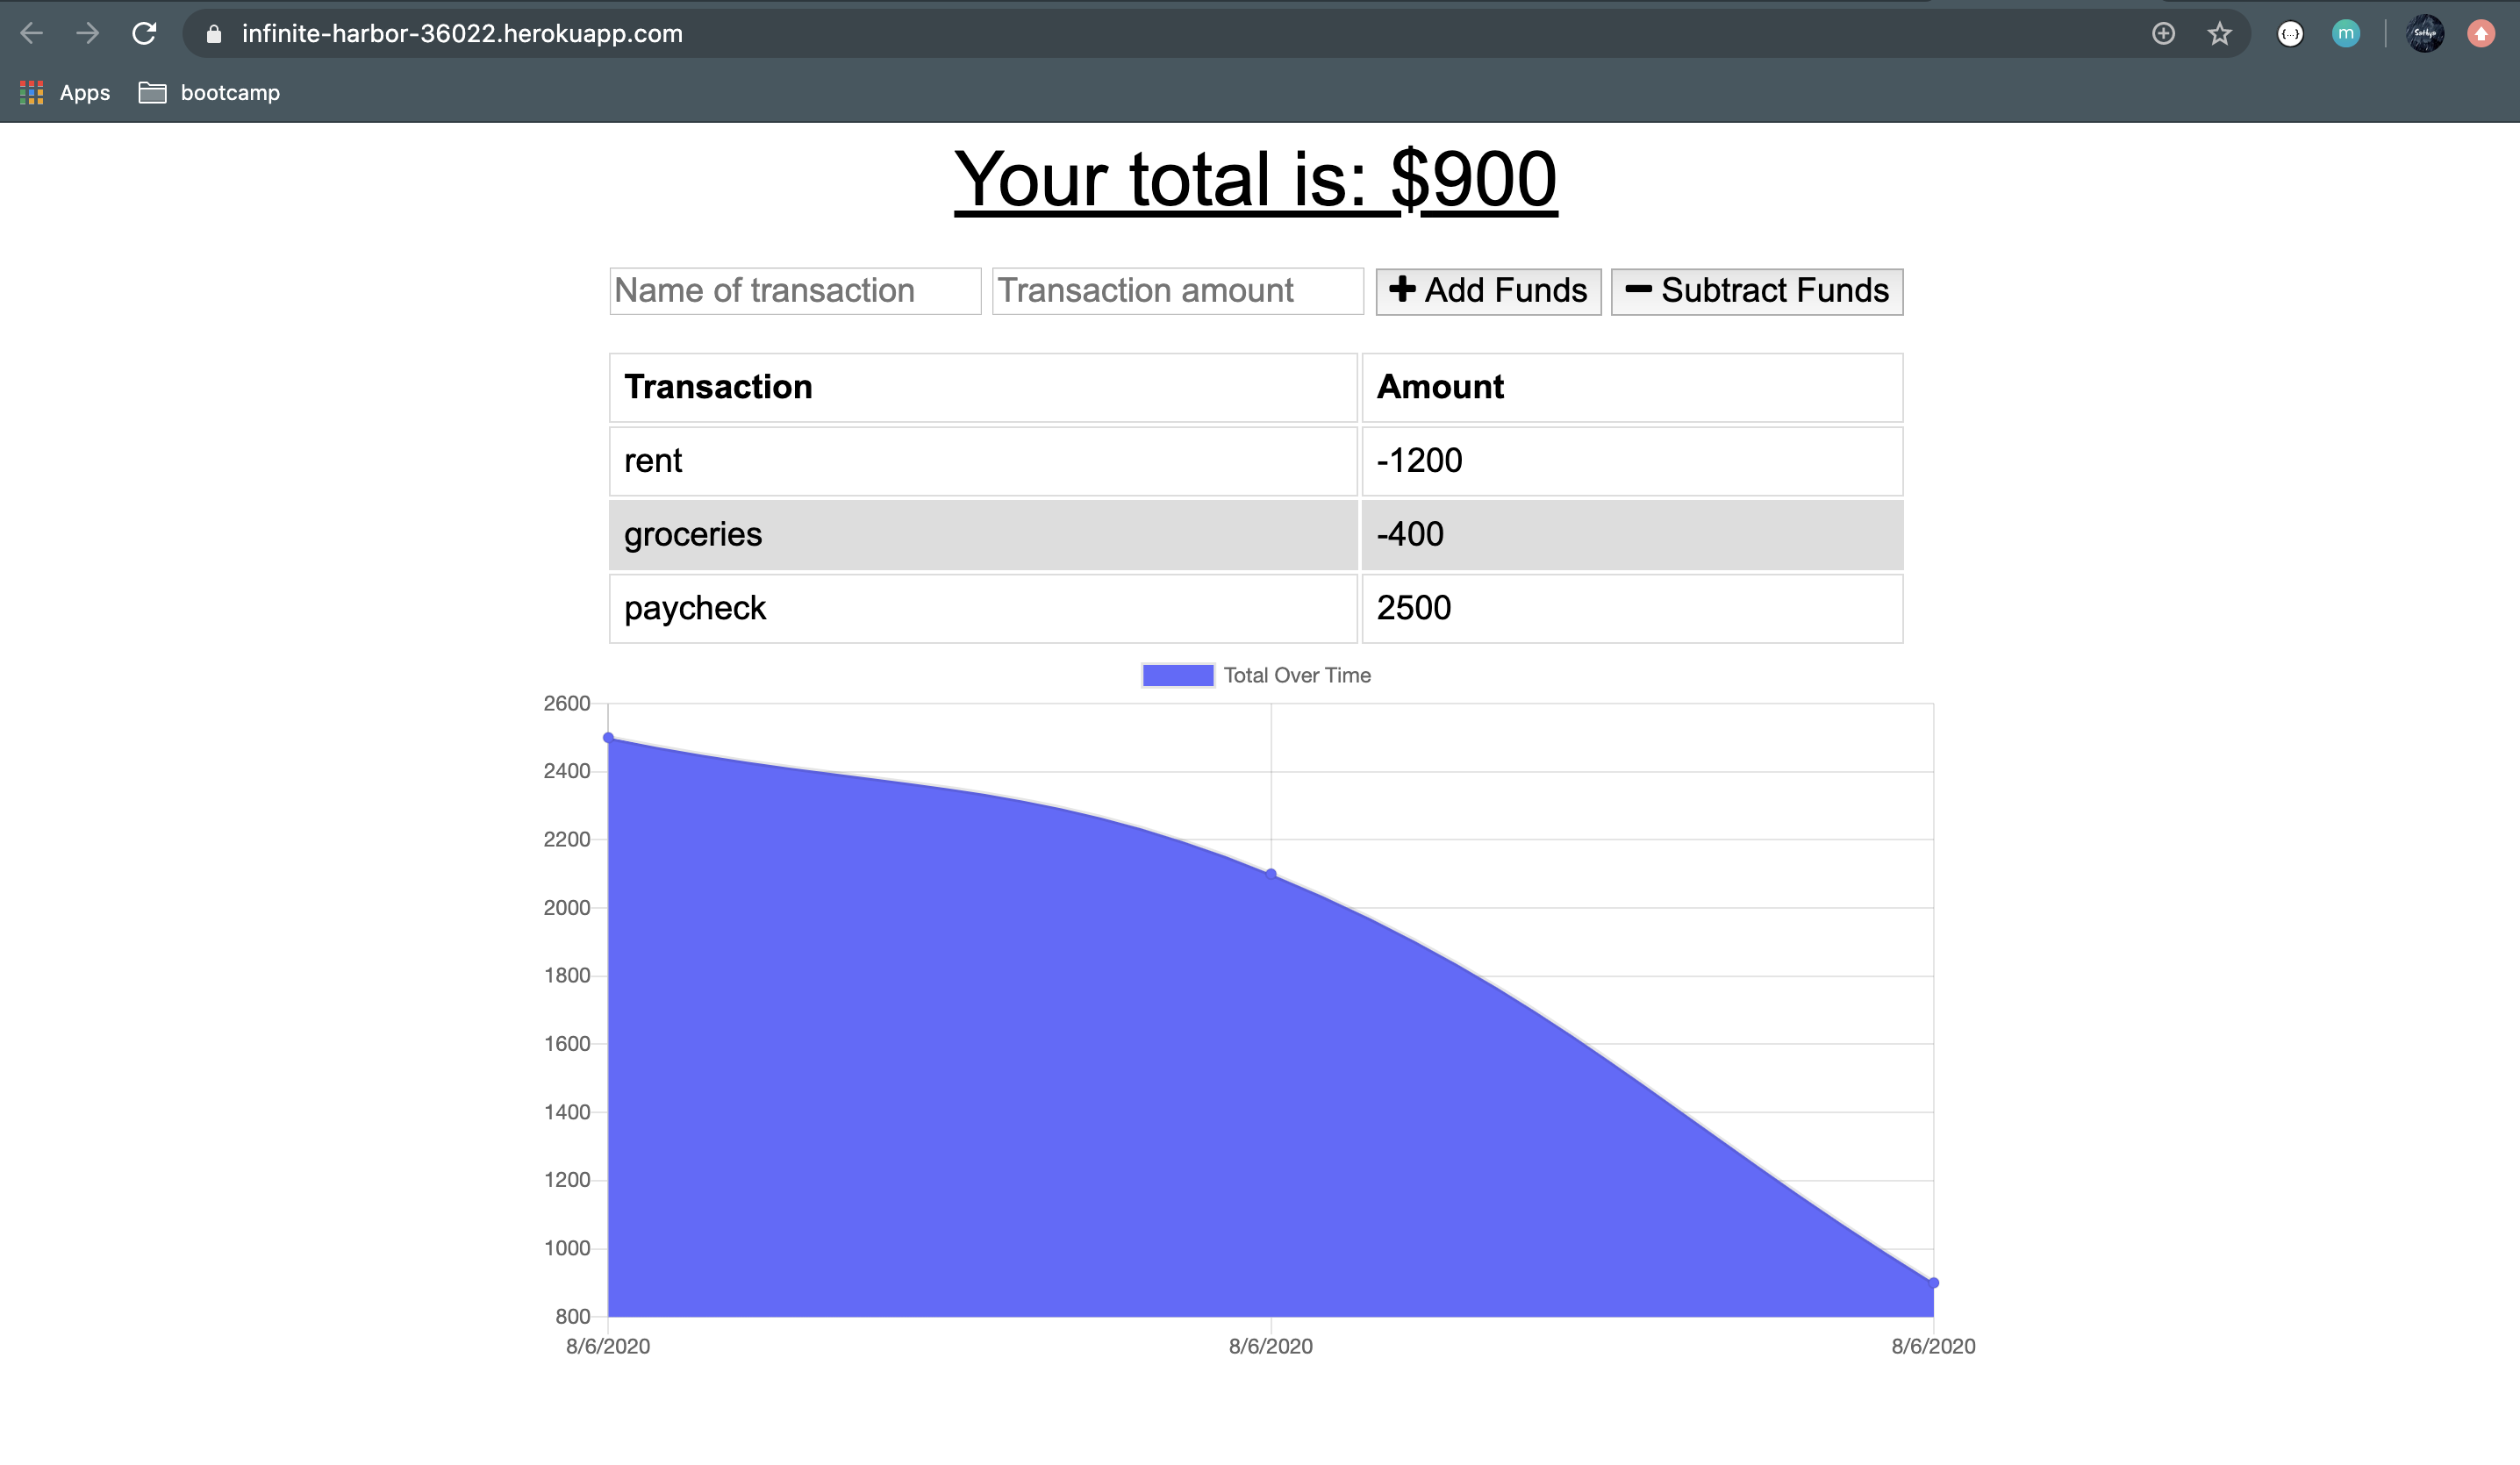 infinite-harbor-36022.herokuapp.com
{...}
m
Apps
bootcamp
Your total is: $900
Name of transaction
Transaction amount
Add Funds
Subtract Funds
Transaction Amount
rent -1200
groceries -400
paycheck 2500
Total Over Time
2600
2400
2200
2000
1800
1600
1400
1200
1000
800
8/6/2020 8/6/2020 8/6/2020